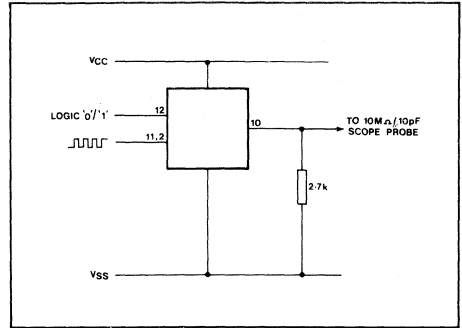 VCC
LOGIC '0'/'1'
12
11,2
10
TO 10MΩ/10pF
SCOPE PROBE
2·7k
VSS